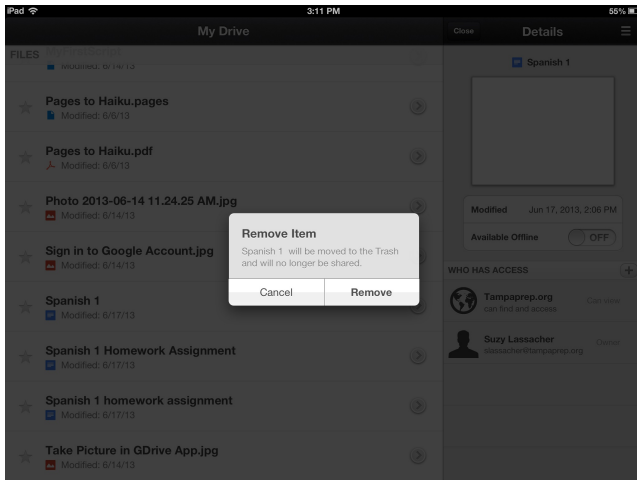 iPad 3:11 PM 55%
My Drive
Close Details
FILES MyFirstScript
Modified: 6/14/13
Pages to Haiku.pages
Modified: 6/6/13
Pages to Haiku.pdf
Modified: 6/6/13
Photo 2013-06-14 11.24.25 AM.jpg
Modified: 6/14/13
Sign in to Google Account.jpg
Modified: 6/14/13
Spanish 1
Modified: 6/17/13
Spanish 1 Homework Assignment
Modified: 6/17/13
Spanish 1 homework assignment
Modified: 6/17/13
Take Picture in GDrive App.jpg
Modified: 6/14/13
Remove Item
Spanish 1 will be moved to the Trash
and will no longer be shared.
Cancel Remove
Spanish 1
Modified Jun 17, 2013, 2:06 PM
Available Offline OFF
WHO HAS ACCESS
Tampaprep.org Can view
can find and access
Suzy Lassacher Owner
slassacher@tampaprep.org